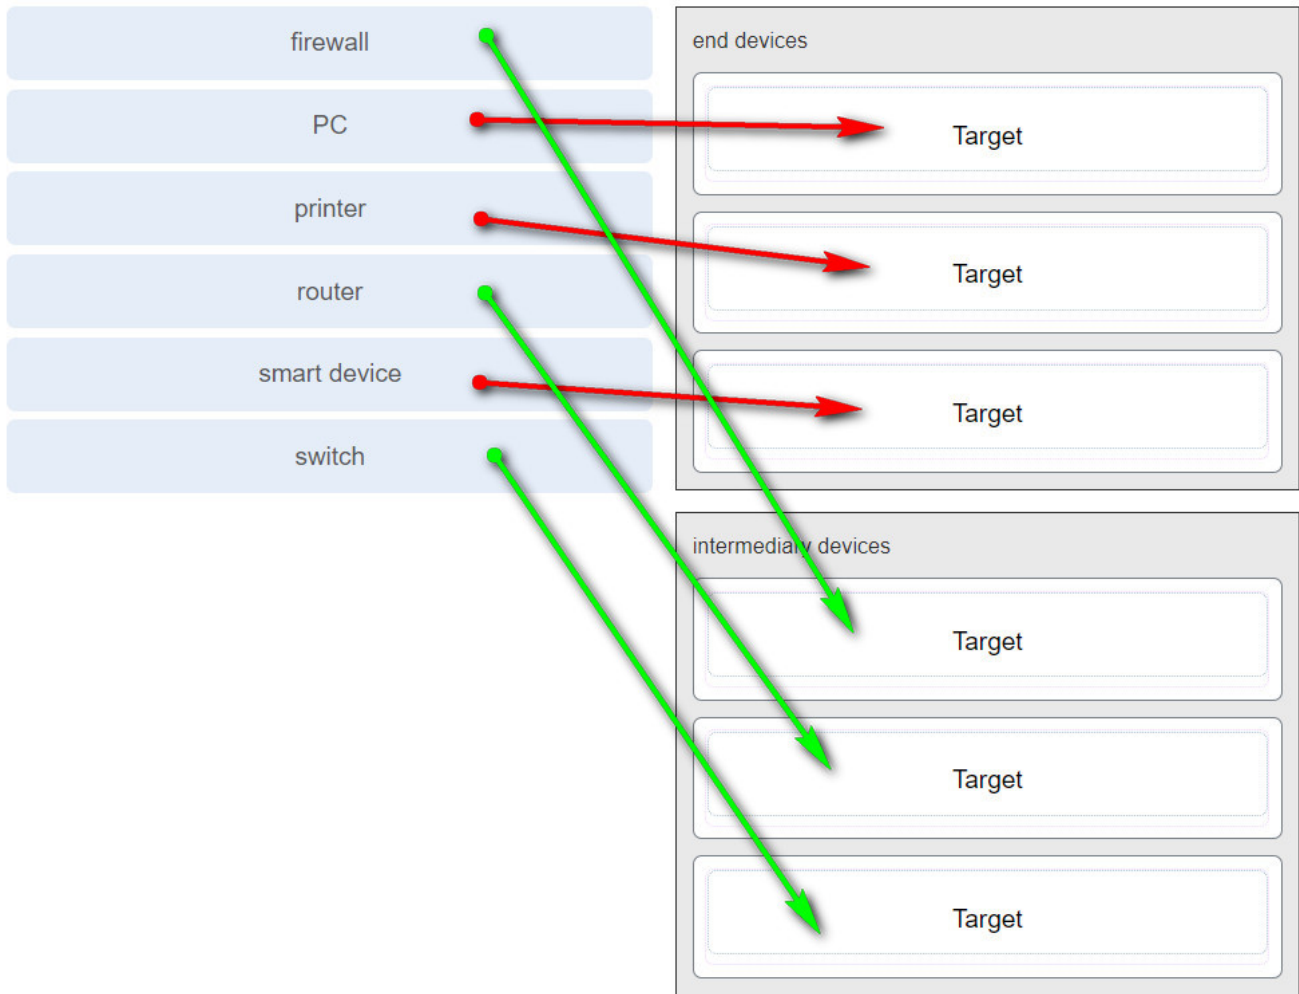 firewall
PC
printer
router
smart device
switch
end devices
Target
Target
Target
intermediary devices
Target
Target
Target